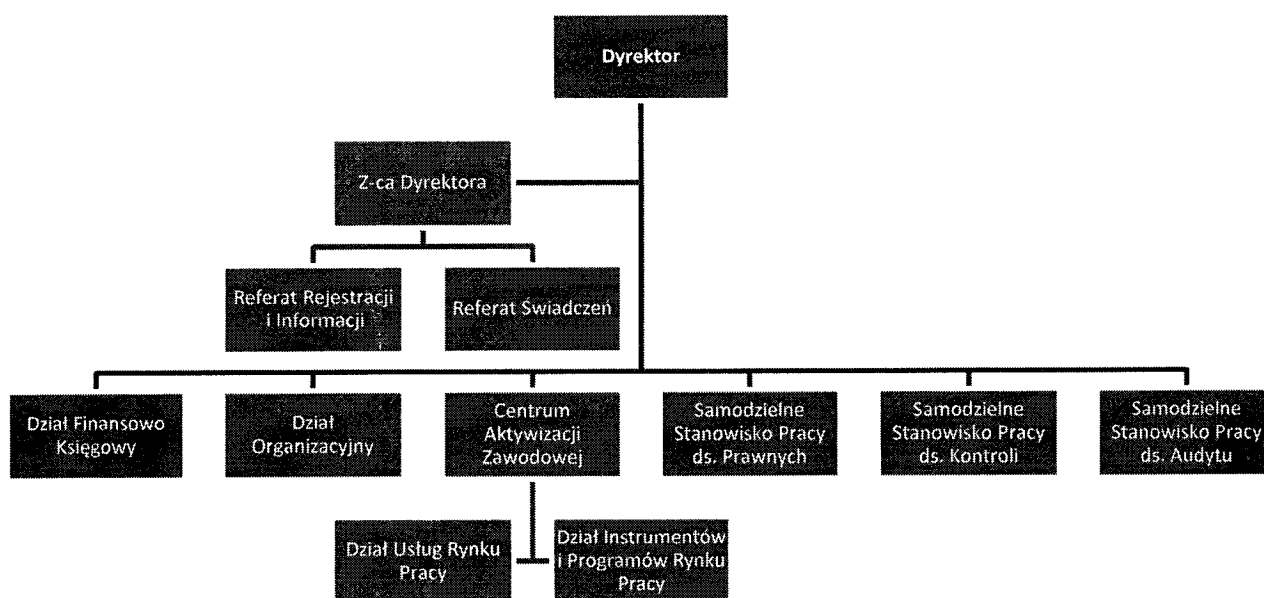 Dyrektor
Z-ca Dyrektora
Referat Rejestracji
i Informacji
Referat Świadczeń
Dział Finansowo
Księgowy
Dział
Organizacyjny
Centrum
Aktywizacji
Zawodowej
Samodzielne
Stanowisko Pracy
ds. Prawnych
Samodzielne
Stanowisko Pracy
ds. Kontroli
Samodzielne
Stanowisko Pracy
ds. Audytu
Dział Usług Rynku
Pracy
Dział Instrumentów
i Programów Rynku
Pracy